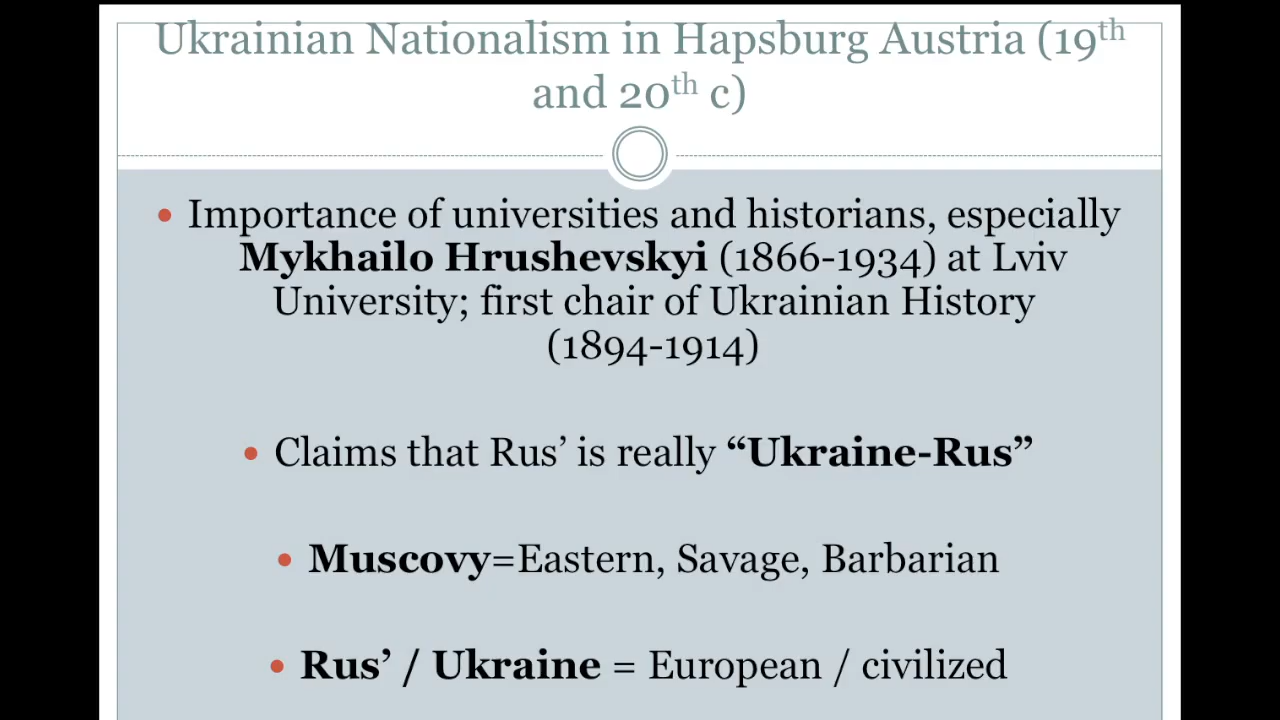 Ukrainian Nationalism in Hapsburg Austria (19th
and 20th c)
• Importance of universities and historians, especially
Mykhailo Hrushevskyi (1866-1934) at Lviv
University; first chair of Ukrainian History
(1894-1914)
• Claims that Rus’ is really “Ukraine-Rus”
• Muscovy=Eastern, Savage, Barbarian
• Rus’ / Ukraine = European / civilized